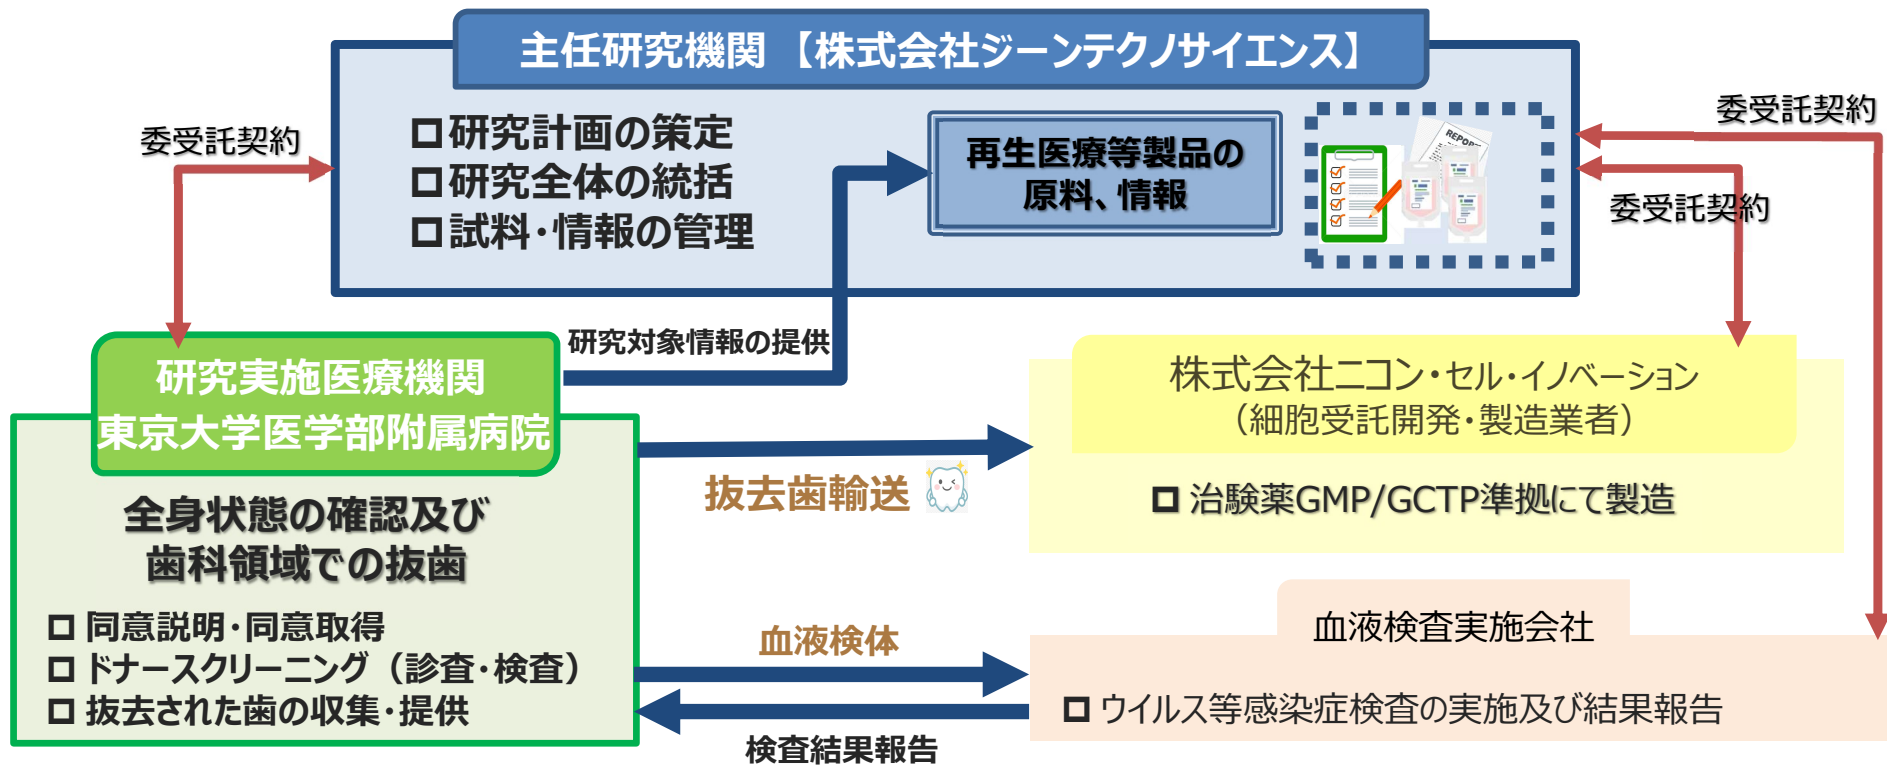 主任研究機関 【株式会社ジーンテクノサイエンス】
委受託契約
研究計画の策定
研究全体の統括
試料・情報の管理
再生医療等製品の
原料、情報
REPORT
委受託契約
委受託契約
研究対象情報の提供
研究実施医療機関
東京大学医学部附属病院
株式会社ニコン・セル・イノベーション
（細胞受託開発・製造業者）
抜去歯輸送
治験薬GMP/GCTP準拠にて製造
全身状態の確認及び
歯科領域での抜歯
同意説明・同意取得
ドナースクリーニング（診査・検査）
抜去された歯の収集・提供
血液検体
血液検査実施会社
ウイルス等感染症検査の実施及び結果報告
検査結果報告